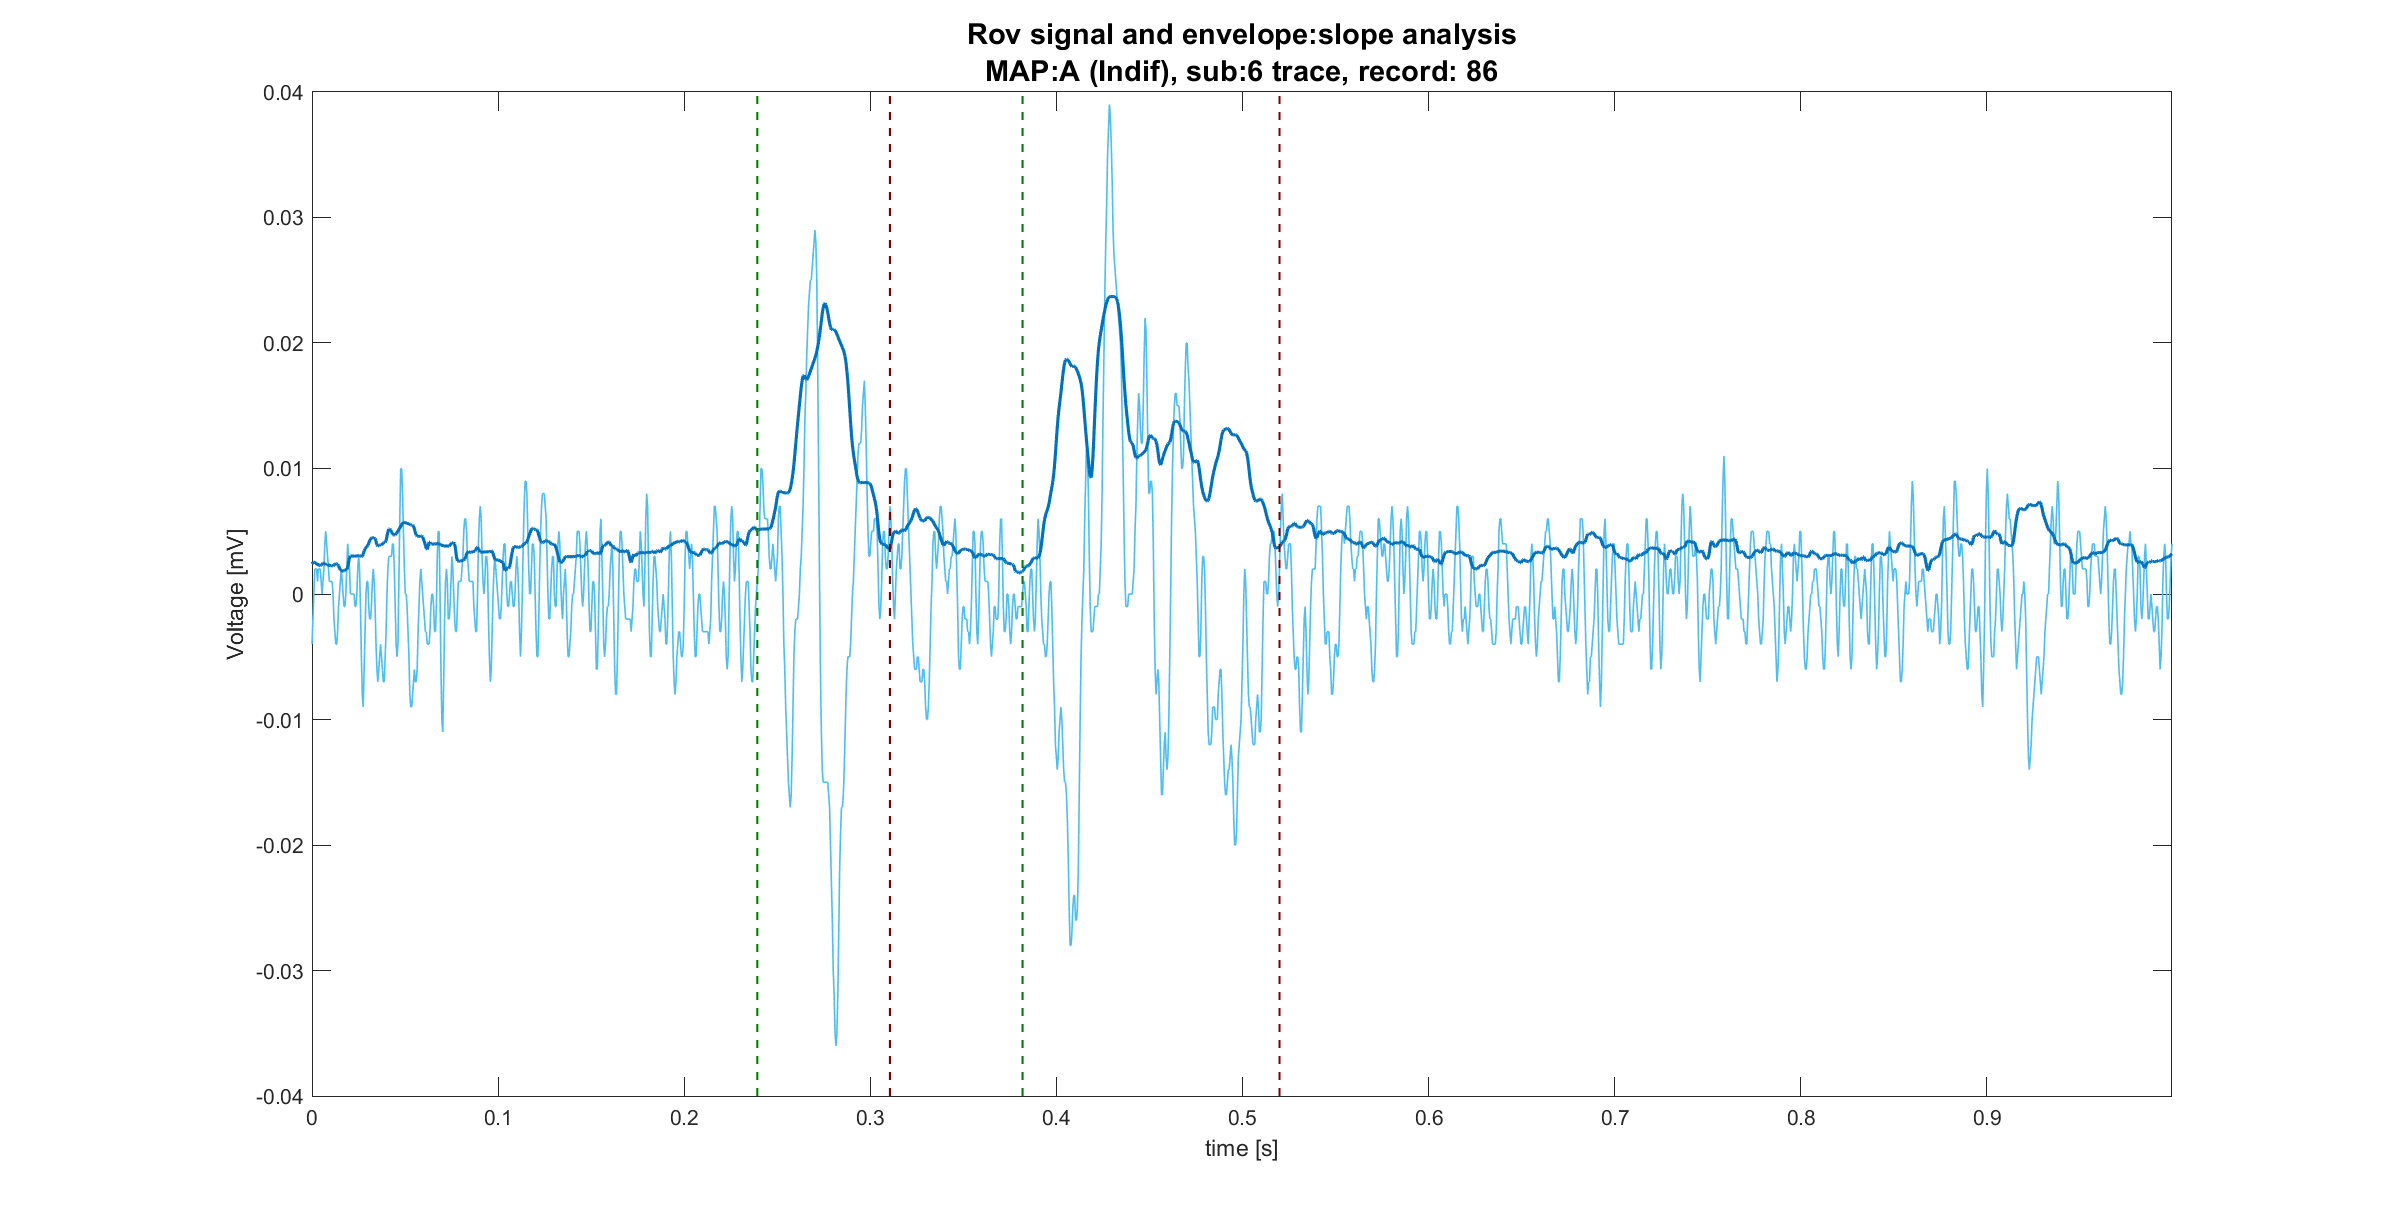 Rov signal and envelope:slope analysis
MAP:A (Indif), sub:6 trace, record: 86
0.04
0.03
0.02
0.01
0
-0.01
-0.02
-0.03
-0.04
Voltage [mV]
0 0.1 0.2 0.3 0.4 0.5 0.6 0.7 0.8 0.9
time [s]